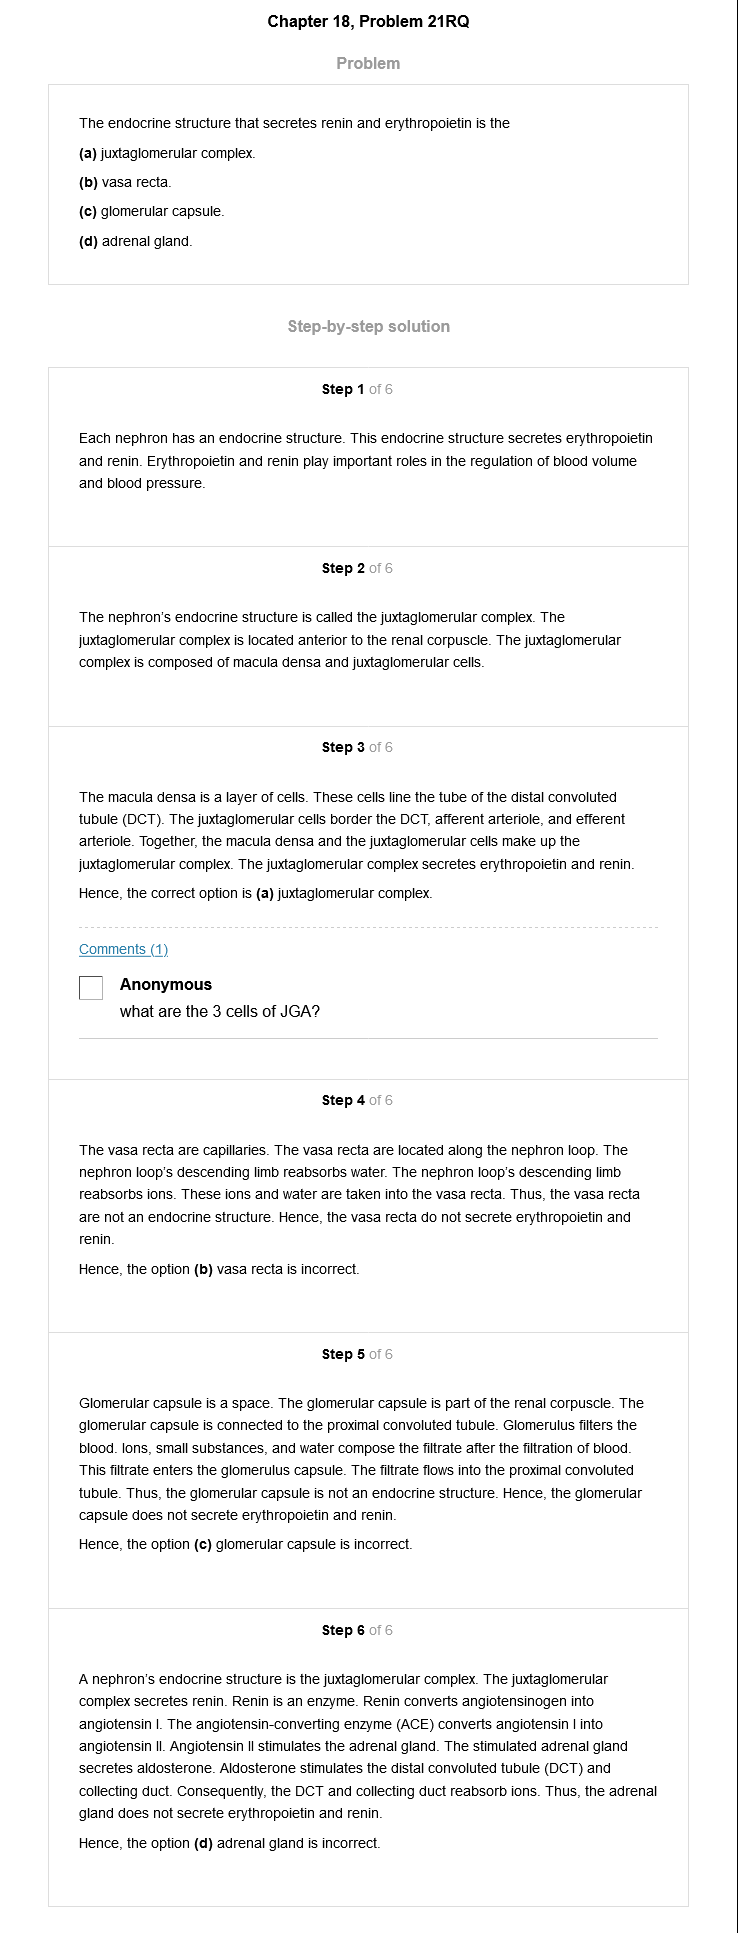 Chapter 18, Problem 21RQ
Problem
The endocrine structure that secretes renin and erythropoietin is the
(a) juxtaglomerular complex.
(b) vasa recta.
(c) glomerular capsule.
(d) adrenal gland.
Step-by-step solution
Step 1 of 6
Each nephron has an endocrine structure. This endocrine structure secretes erythropoietin
and renin. Erythropoietin and renin play important roles in the regulation of blood volume
and blood pressure.
Step 2 of 6
The nephron's endocrine structure is called the juxtaglomerular complex. The
juxtaglomerular complex is located anterior to the renal corpuscle. The juxtaglomerular
complex is composed of macula densa and juxtaglomerular cells.
Step 3 of 6
The macula densa is a layer of cells. These cells line the tube of the distal convoluted
tubule (DCT). The juxtaglomerular cells border the DCT, afferent arteriole, and efferent
arteriole. Together, the macula densa and the juxtaglomerular cells make up the
juxtaglomerular complex. The juxtaglomerular complex secretes erythropoietin and renin.
Hence, the correct option is (a) juxtaglomerular complex.
Comments (1)
Anonymous
what are the 3 cells of JGA?
Step 4 of 6
The vasa recta are capillaries. The vasa recta are located along the nephron loop. The
nephron loop's descending limb reabsorbs water. The nephron loop's descending limb
reabsorbs ions. These ions and water are taken into the vasa recta. Thus, the vasa recta
are not an endocrine structure. Hence, the vasa recta do not secrete erythropoietin and
renin.
Hence, the option (b) vasa recta is incorrect.
Step 5 of 6
Glomerular capsule is a space. The glomerular capsule is part of the renal corpuscle. The
glomerular capsule is connected to the proximal convoluted tubule. Glomerulus filters the
blood. Ions, small substances, and water compose the filtrate after the filtration of blood.
This filtrate enters the glomerulus capsule. The filtrate flows into the proximal convoluted
tubule. Thus, the glomerular capsule is not an endocrine structure. Hence, the glomerular
capsule does not secrete erythropoietin and renin.
Hence, the option (c) glomerular capsule is incorrect.
Step 6 of 6
A nephron's endocrine structure is the juxtaglomerular complex. The juxtaglomerular
complex secretes renin. Renin is an enzyme. Renin converts angiotensinogen into
angiotensin I. The angiotensin-converting enzyme (ACE) converts angiotensin I into
angiotensin II. Angiotensin II stimulates the adrenal gland. The stimulated adrenal gland
secretes aldosterone. Aldosterone stimulates the distal convoluted tubule (DCT) and
collecting duct. Consequently, the DCT and collecting duct reabsorb ions. Thus, the adrenal
gland does not secrete erythropoietin and renin.
Hence, the option (d) adrenal gland is incorrect.